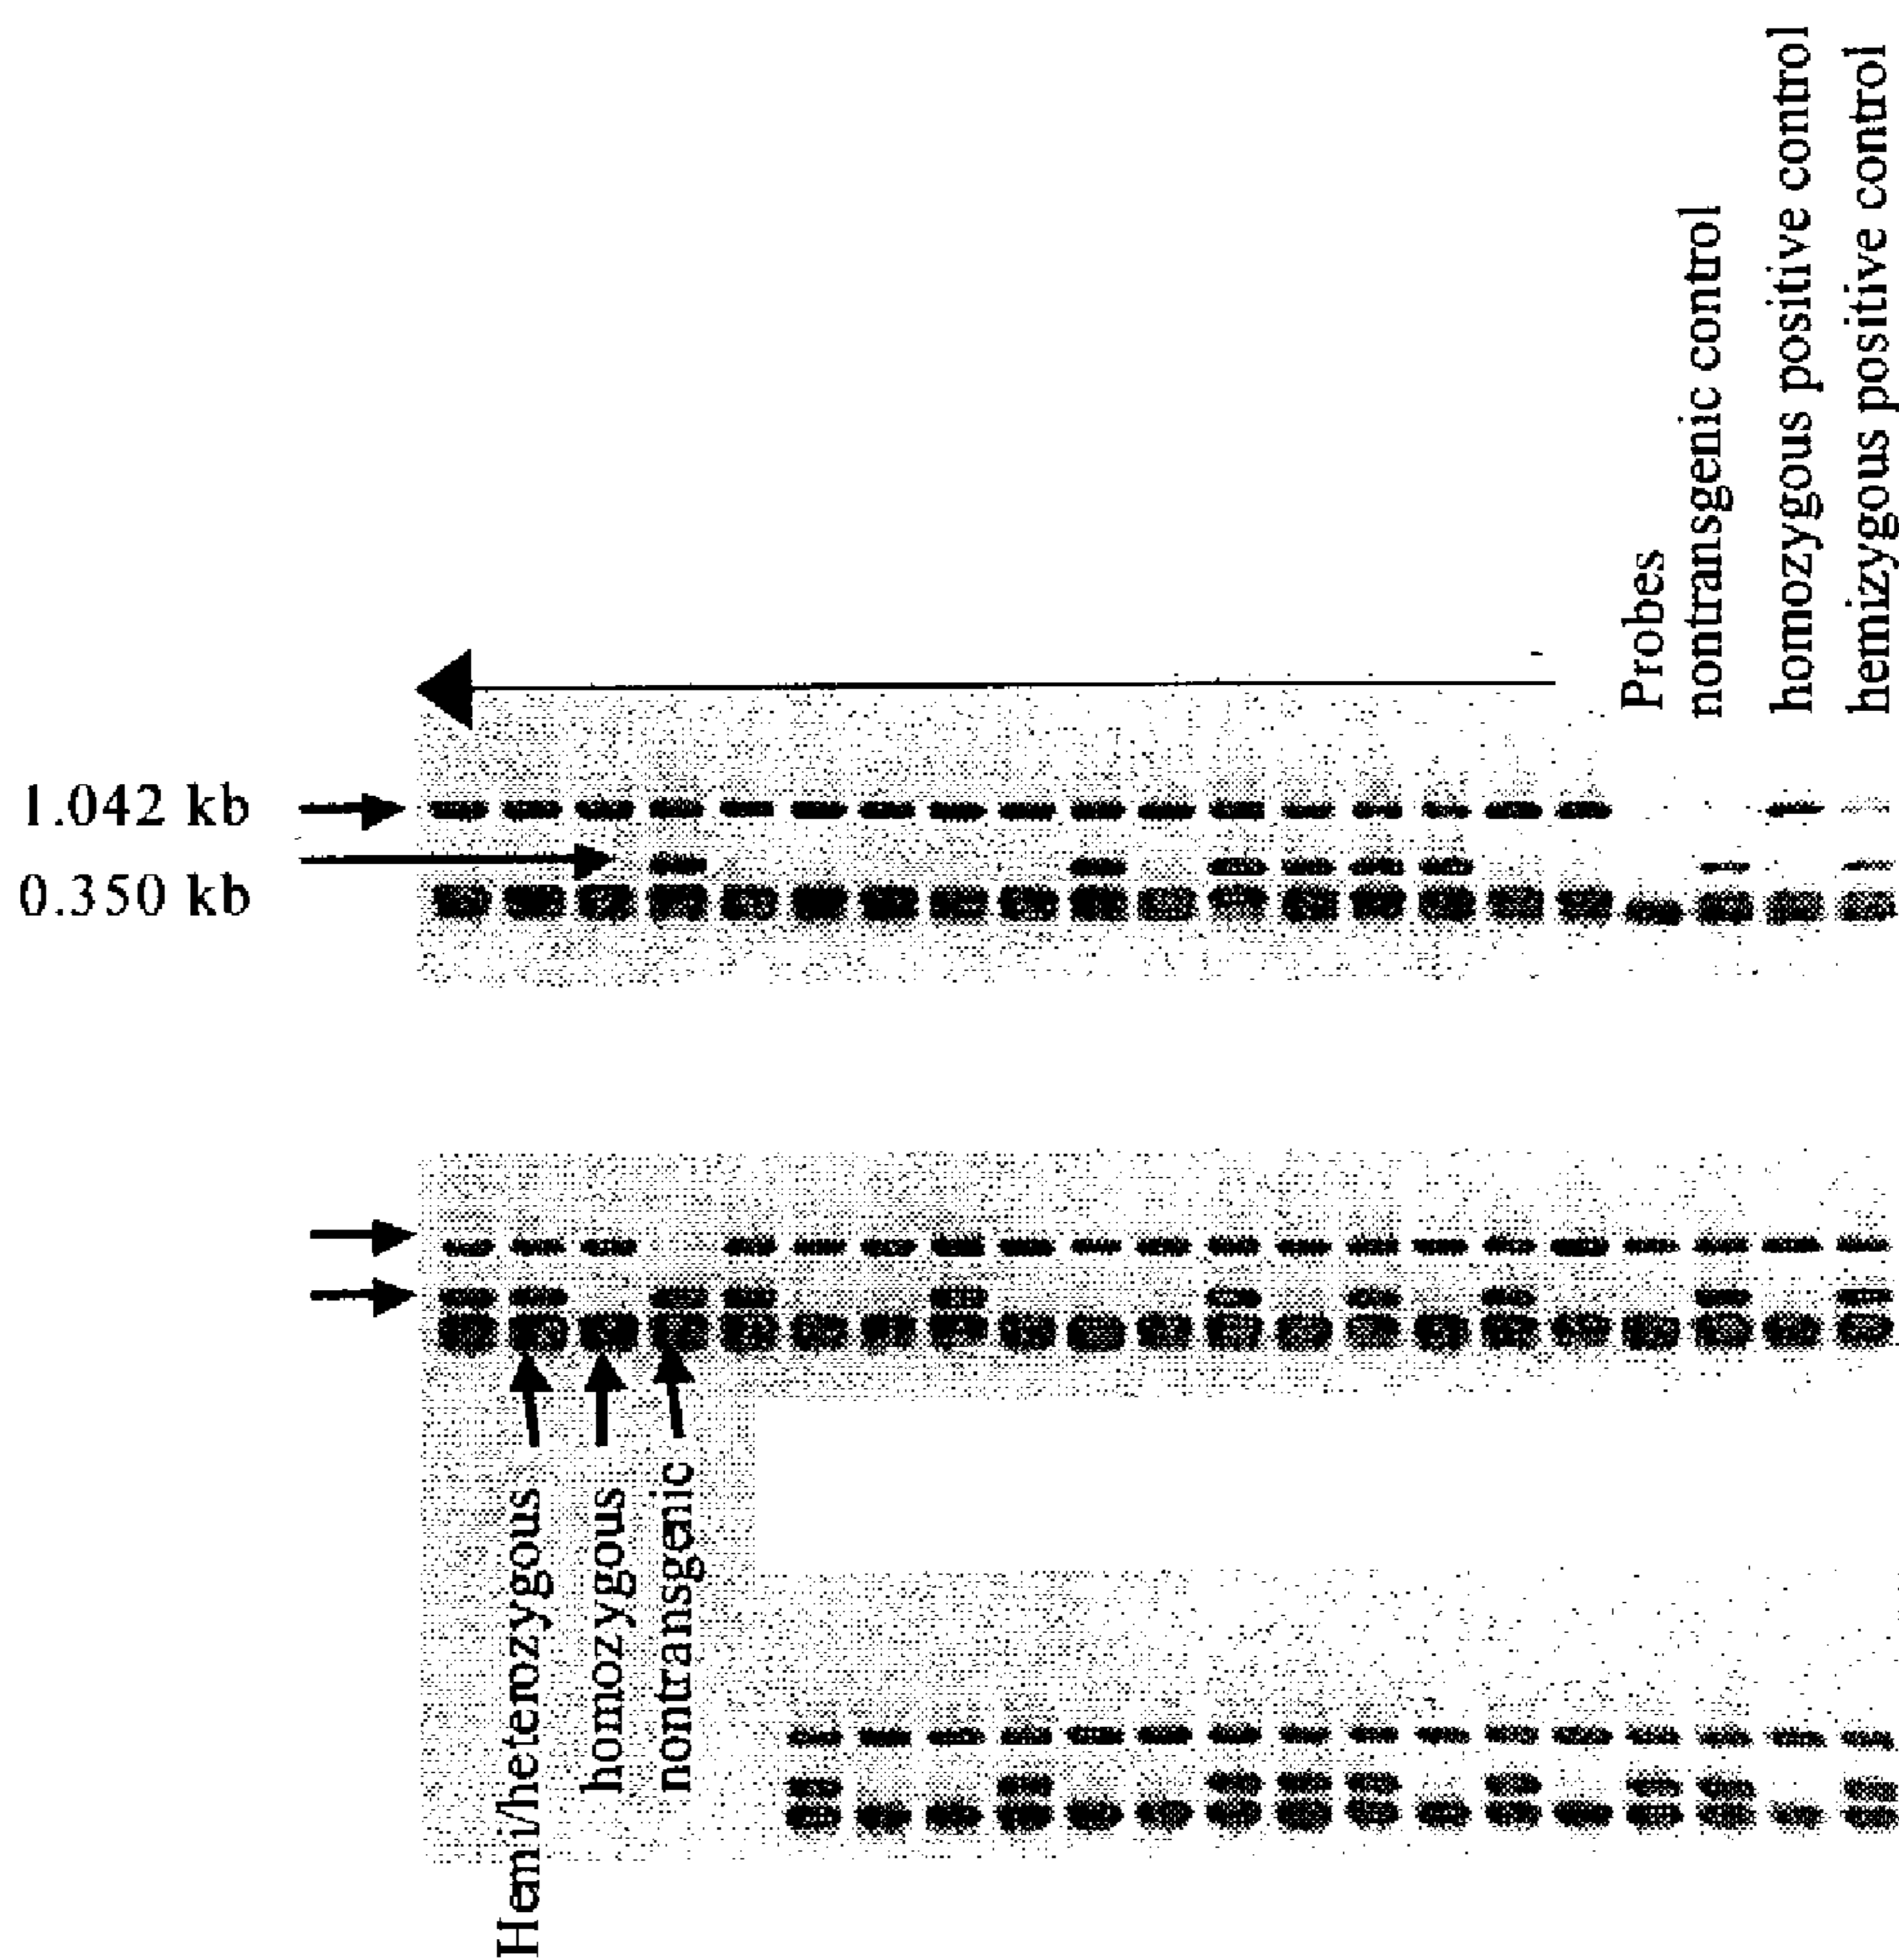 Probes
nontransgenic control
homozygous positive control
hemizygous positive control
1.042 kb
0.350 kb
Hemi/heterozygous
homozygous
nontransgenic